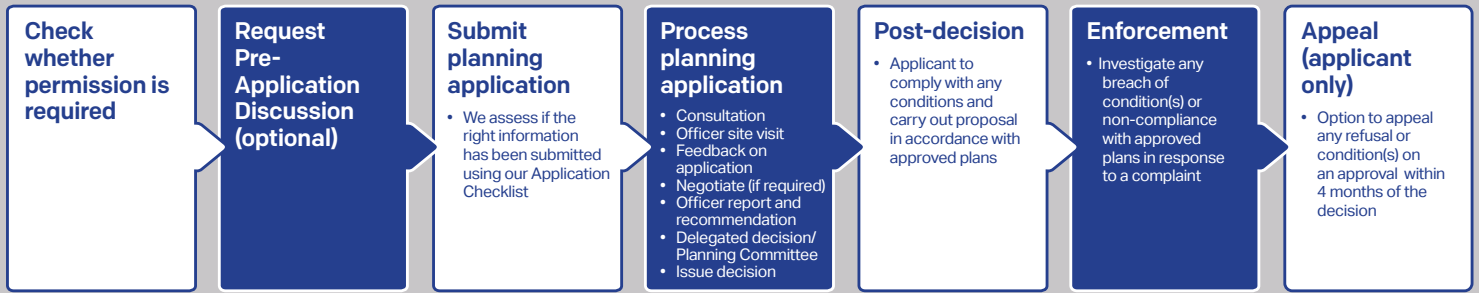 Check
whether
permission is
required
Request
Pre-
Application
Discussion
(optional)
Submit
planning
application
• We assess if the
right information
has been submitted
using our Application
Checklist
Process
planning
application
• Consultation
• Officer site visit
• Feedback on
application
• Negotiate (if required)
• Officer report and
recommendation
• Delegated decision/
Planning Committee
• Issue decision
Post-decision
• Applicant to
comply with any
conditions and
carry out proposal
in accordance with
approved plans
Enforcement
• Investigate any
breach of
condition(s) or
non-compliance
with approved
plans in response
to a complaint
Appeal
(applicant
only)
• Option to appeal
any refusal or
condition(s) on
an approval within
4 months of the
decision